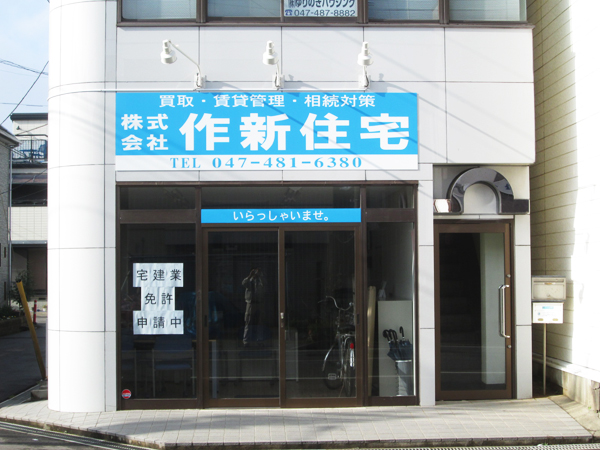 ㈲ゆりのきハウジング
047-487-8882
買取・賃貸管理・相続対策
株式会社 作新住宅
TEL 047-481-6380
いらっしゃいませ。
宅建業
免許
申請中